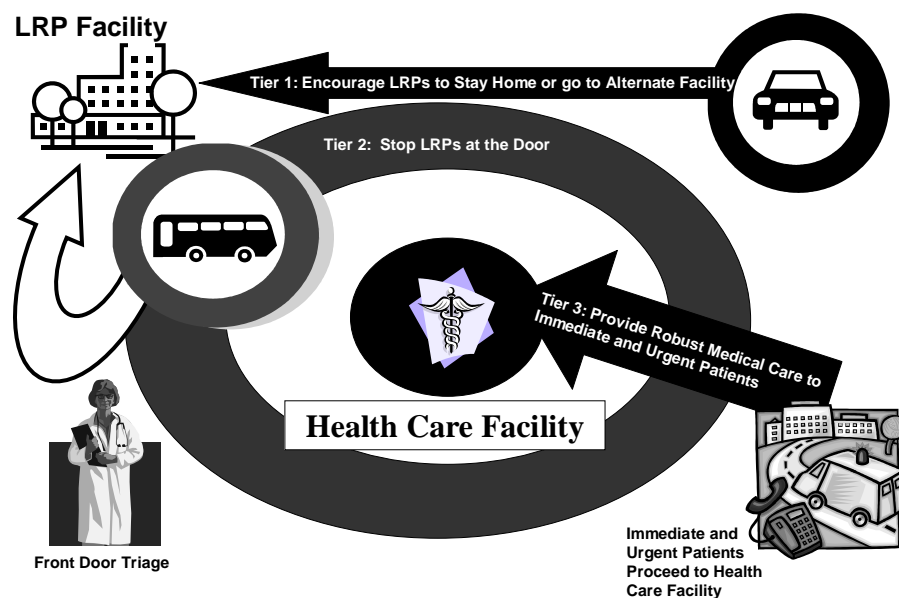 LRP Facility
Tier 1: Encourage LRPs to Stay Home or go to Alternate Facility
Tier 2:  Stop LRPs at the Door
Tier 3: Provide Robust Medical Care to
Immediate and Urgent Patients
Health Care Facility
Front Door Triage
Immediate and
Urgent Patients
Proceed to Health
Care Facility